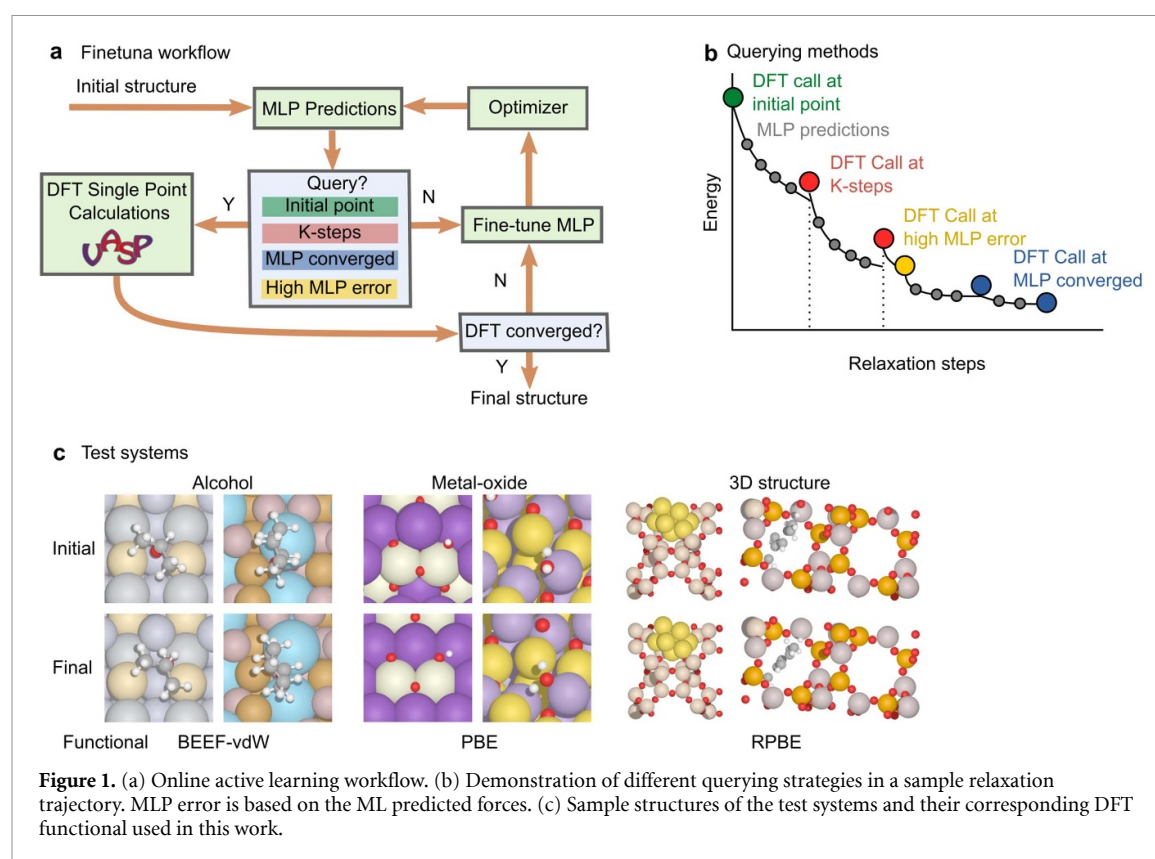 a Finetuna workflow
Initial structure
MLP Predictions
Optimizer
DFT Single Point
Calculations
VASP
Y
Query?
Initial point
K-steps
MLP converged
High MLP error
N
Fine-tune MLP
N
DFT converged?
Y
Final structure
b Querying methods
DFT call at
initial point
MLP predictions
DFT Call at
K-steps
DFT Call at
high MLP error
DFT Call at
MLP converged
Energy
Relaxation steps
c Test systems
Alcohol
Metal-oxide
3D structure
Initial
Final
Functional BEEF-vdW PBE RPBE
Figure 1. (a) Online active learning workflow. (b) Demonstration of different querying strategies in a sample relaxation
trajectory. MLP error is based on the ML predicted forces. (c) Sample structures of the test systems and their corresponding DFT
functional used in this work.